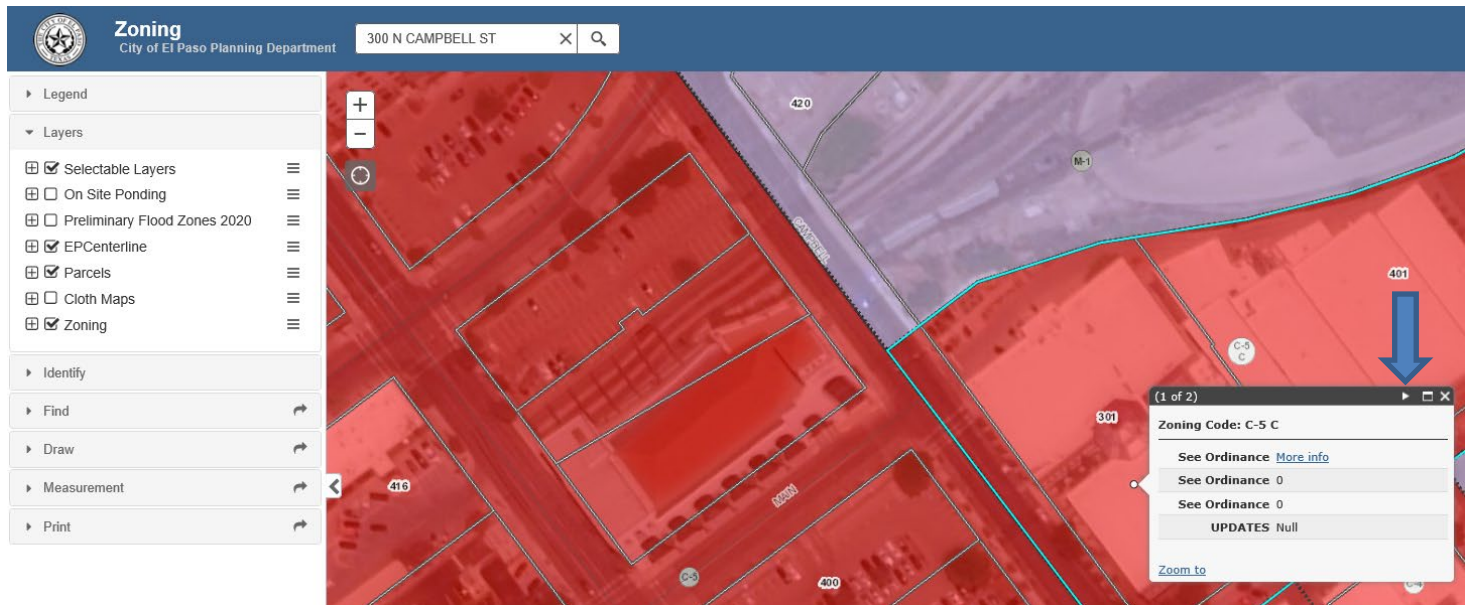 Zoning
City of El Paso Planning Department
300 N CAMPBELL ST
Legend
Layers
Selectable Layers
On Site Ponding
Preliminary Flood Zones 2020
EPCenterline
Parcels
Cloth Maps
Zoning
Identify
Find
Draw
Measurement
Print
420
M-1
CAMPBELL
401
C-5
C
301
416
MAIN
C-5
400
(1 of 2)
Zoning Code: C-5 C
See Ordinance More info
See Ordinance 0
See Ordinance 0
UPDATES Null
Zoom to
C-4